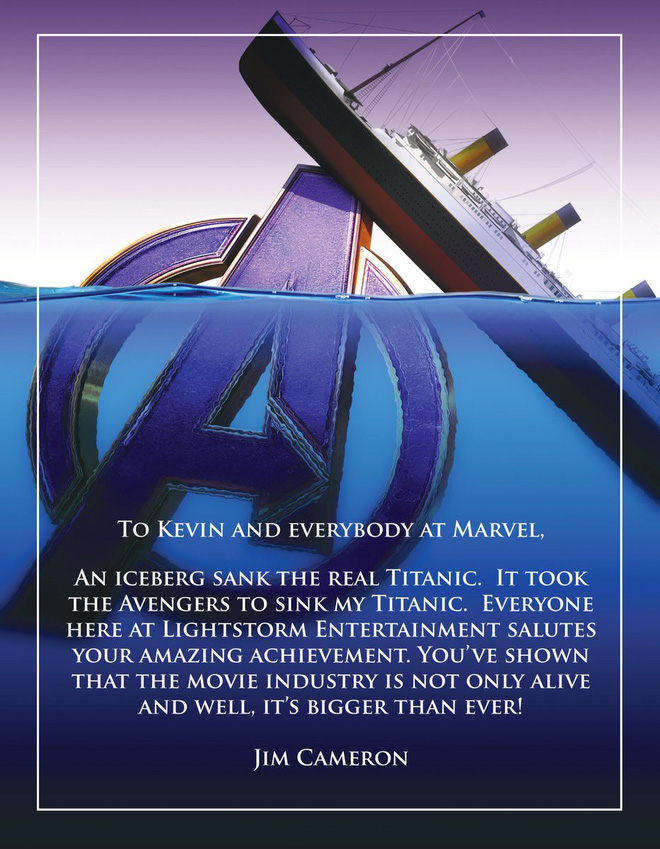 To Kevin and everybody at Marvel,
An iceberg sank the real Titanic. It took
the Avengers to sink my Titanic. Everyone
here at Lightstorm Entertainment salutes
your amazing achievement. You've shown
that the movie industry is not only alive
and well, it's bigger than ever!
Jim Cameron